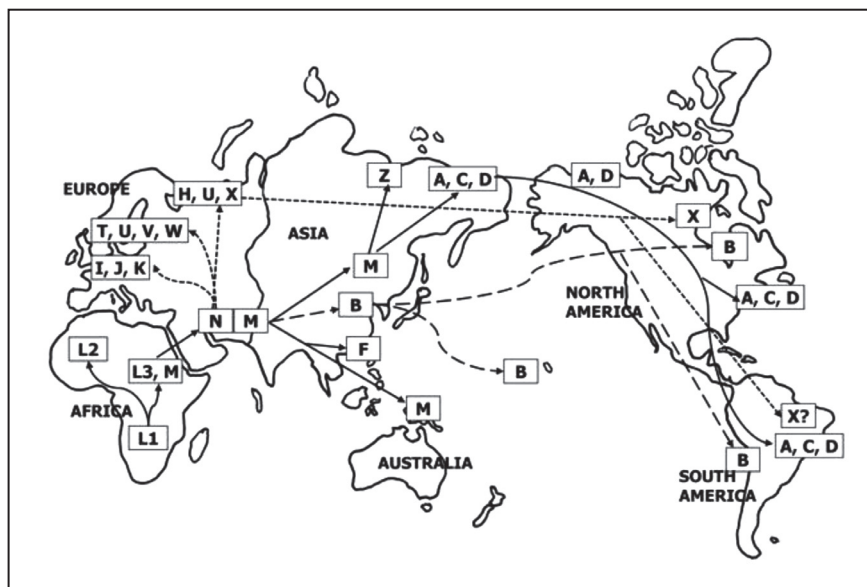 Z
A, C, D
A, D
EUROPE
H, U, X
X
T, U, V, W
ASIA
B
I, J, K
M
NORTH
AMERICA
A, C, D
B
N
M
L2
F
L3, M
B
AFRICA
M
X?
L1
A, C, D
AUSTRALIA
B
SOUTH
AMERICA